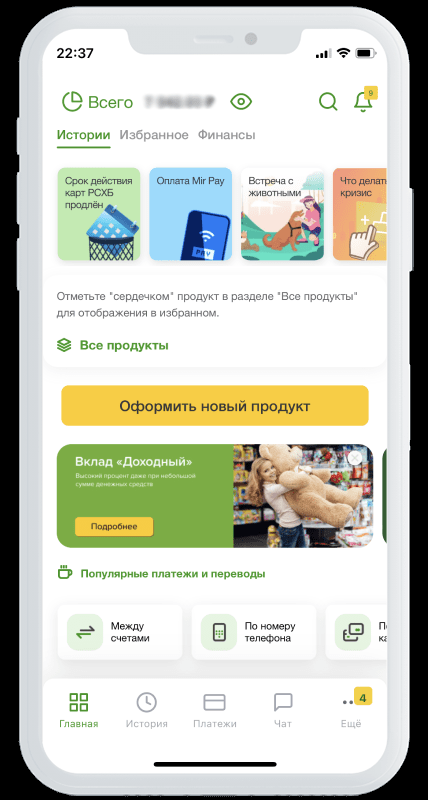 22:37
Всего
9
Истории Избранное Финансы
Срок действия
карт РСХБ
продлён
Оплата Mir Pay
PAY
Встреча с
животными
Что делат
кризис
Отметьте "сердечком" продукт в разделе "Все продукты"
для отображения в избранном.
Все продукты
Оформить новый продукт
Вклад «Доходный»
Высокий процент даже при небольшой
сумме денежных средств
Подробнее
Популярные платежи и переводы
Между
счетами
По номеру
телефона
По
ка
4
Главная История Платежи Чат Ещё